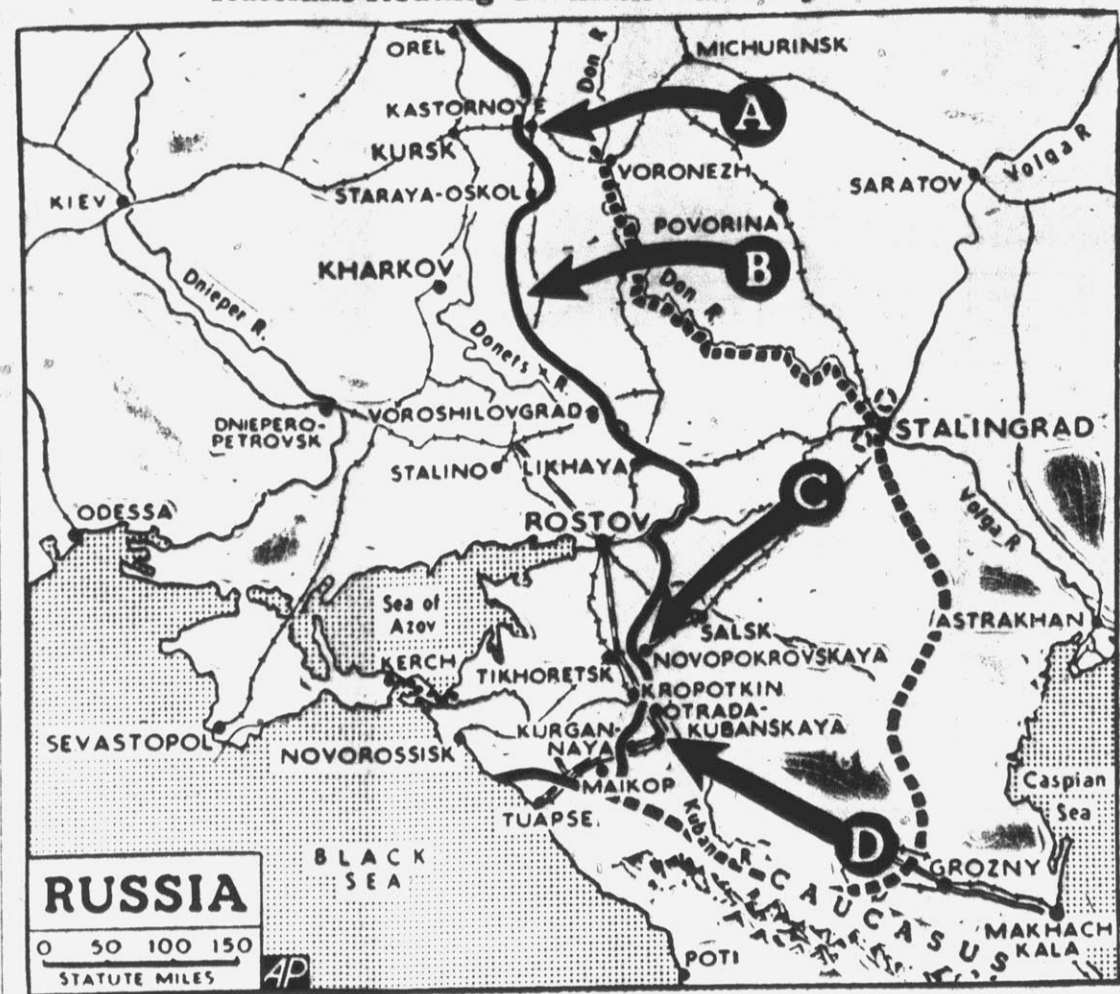 OREL
Don R
MICHURINSK
KASTORNOYE
A
KURSK
VORONEZH
Volga R
SARATOV
STARAYA-OSKOL
KIEV
POVORINA
B
KHARKOV
Dnieper R.
Don R
Donets R
VOROSHILOVGRAD
DNIEPERO-
PETROVSK
STALINGRAD
STALINO
LIKHAYA
C
ODESSA
ROSTOV
Volga R
Sea of
Azov
ASTRAKHAN
SALSK
KERCH
TIKHORETSK
NOVOPOKROVSKAYA
KROPOTKIN
OTRADA-
KUBANSKAYA
SEVASTOPOL
NOVOROSSISK
KURGAN-
NAYA
MAIKOP
TUAPSE.
Caspian
Sea
Kuban R
D
BLACK
SEA
GROZNY
CAUCASUS
MAKHACH
KALA
POTI
RUSSIA
0 50 100 150
STATUTE MILES
AP